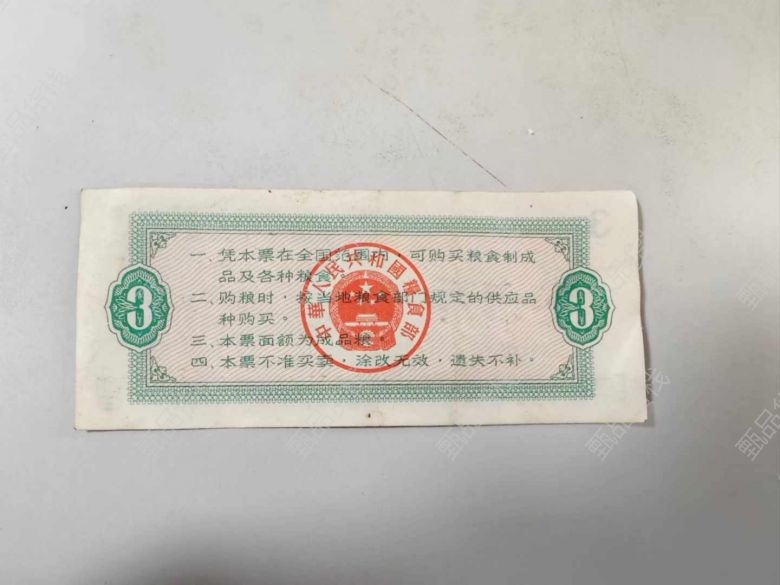 一、凭本票在全国范围内，可购买粮食制成
品及各种粮食。
二、购粮时，按当地粮食部门规定的供应品
种购买。
三、本票面额为成品粮。
四、本票不准买卖，涂改无效，遗失不补。
3
3
中華人民共和國糧食部